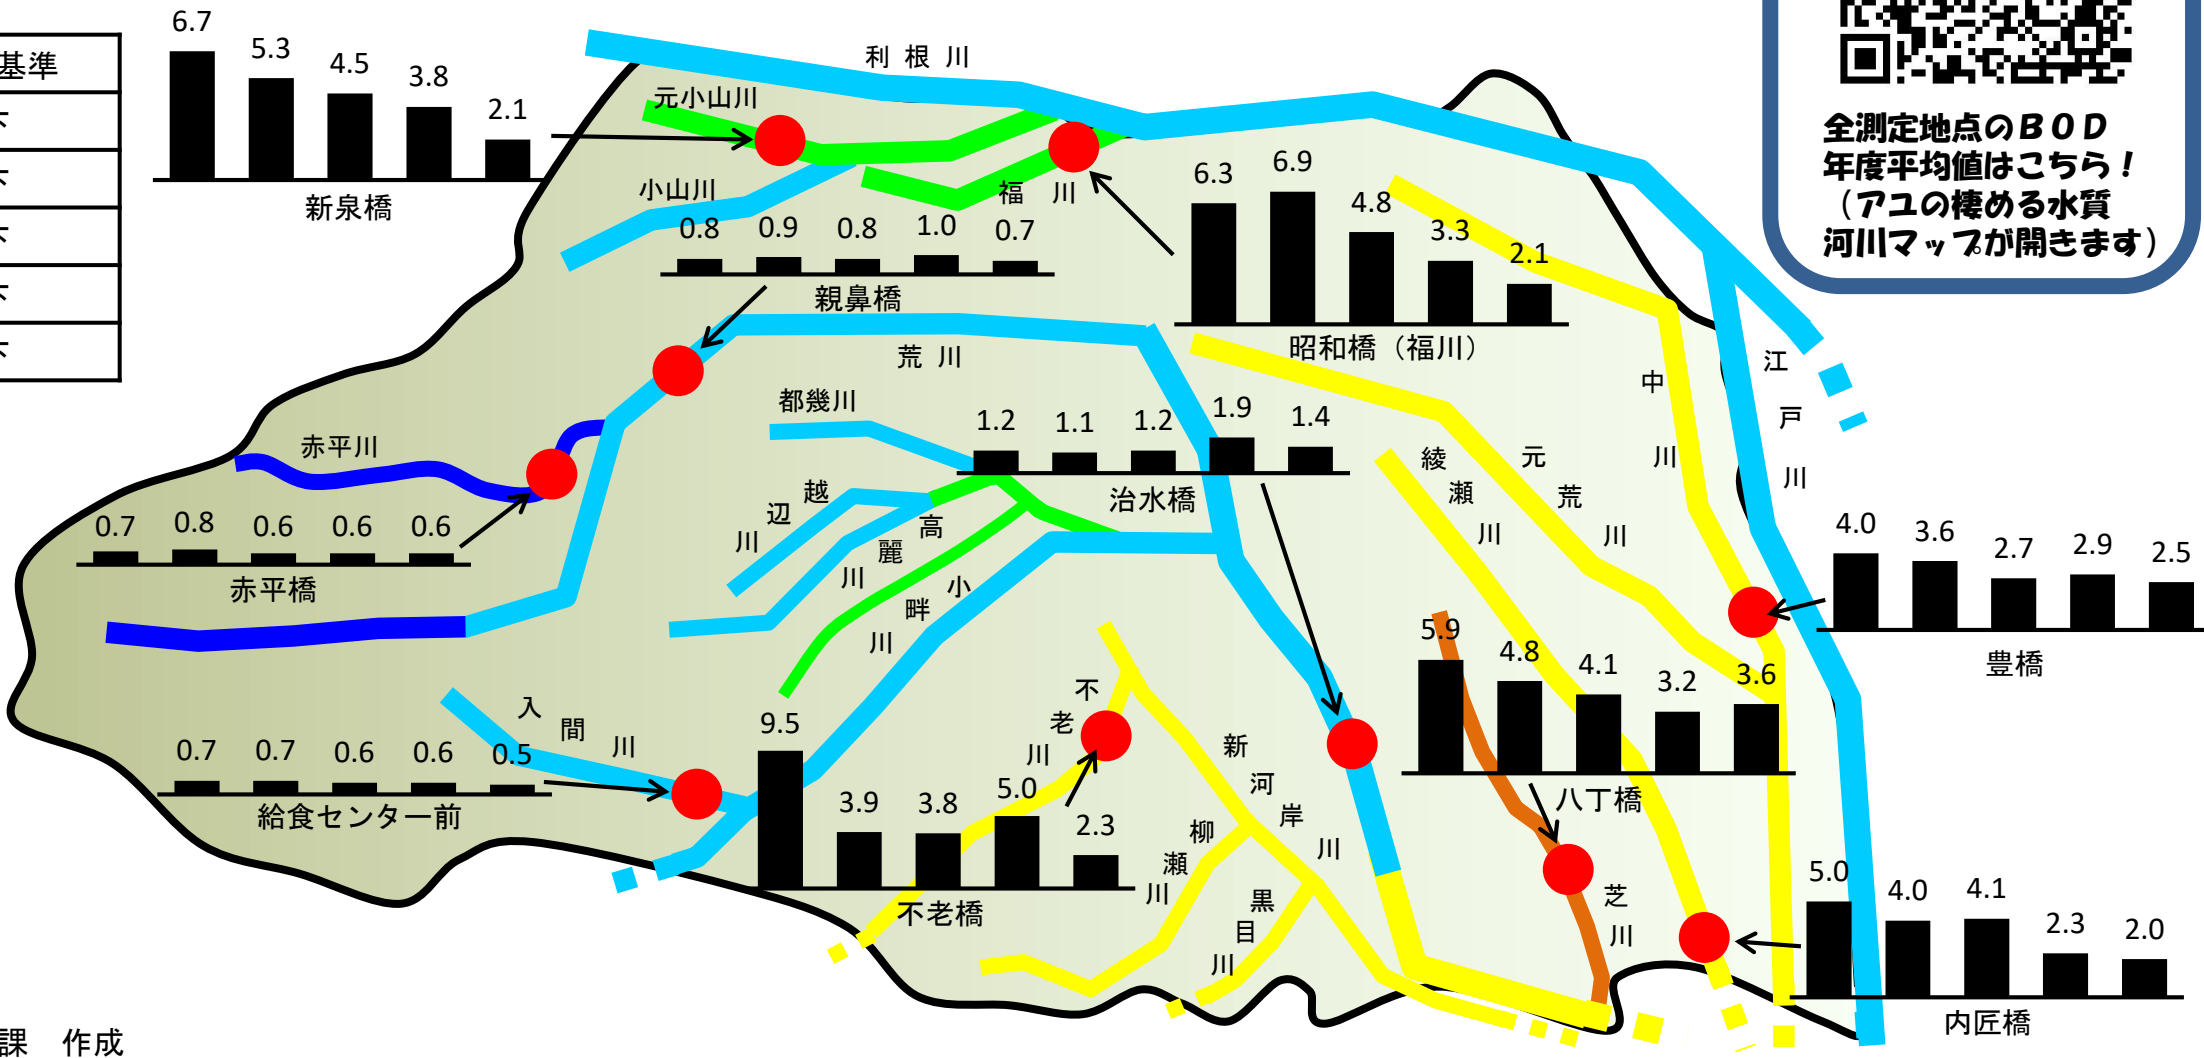 基準
下
下
下
下
下
6.7 5.3 4.5 3.8 2.1
新泉橋
利根川
元小山川
小山川
福川
0.8 0.9 0.8 1.0 0.7
親鼻橋
6.3 6.9 4.8 3.3 2.1
昭和橋（福川）
全測定地点のBOD
年度平均値はこちら！
（アユの棲める水質
河川マップが開きます）
荒川
都幾川
赤平川
0.7 0.8 0.6 0.6 0.6
赤平橋
1.2 1.1 1.2 1.9 1.4
治水橋
越辺川
高麗川
小畔川
中川
江戸川
綾瀬川
元荒川
4.0 3.6 2.7 2.9 2.5
豊橋
5.9 4.8 4.1 3.2 3.6
八丁橋
入間川
0.7 0.7 0.6 0.6 0.5
給食センター前
不老川
9.5 3.9 3.8 5.0 2.3
不老橋
新河岸川
柳瀬川
黒目川
芝川
5.0 4.0 4.1 2.3 2.0
内匠橋
課　作成